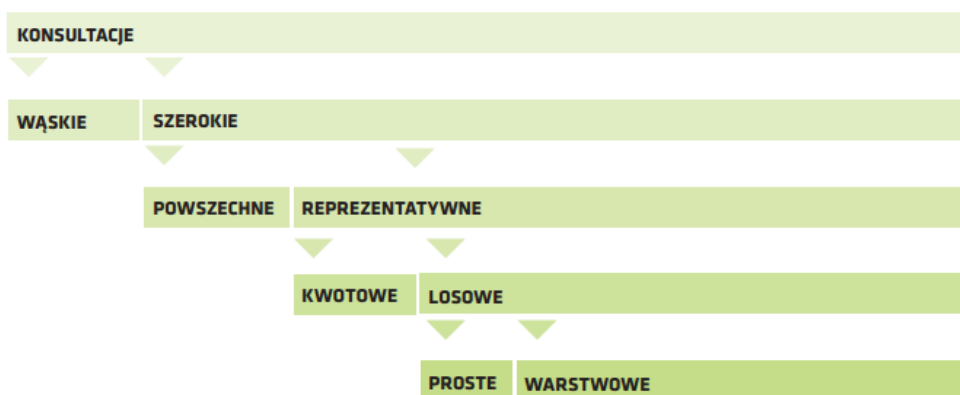 KONSULTACJE
WĄSKIE SZEROKIE
POWSZECHNE REPREZENTATYWNE
KWOTOWE LOSOWE
PROSTE WARSTWOWE